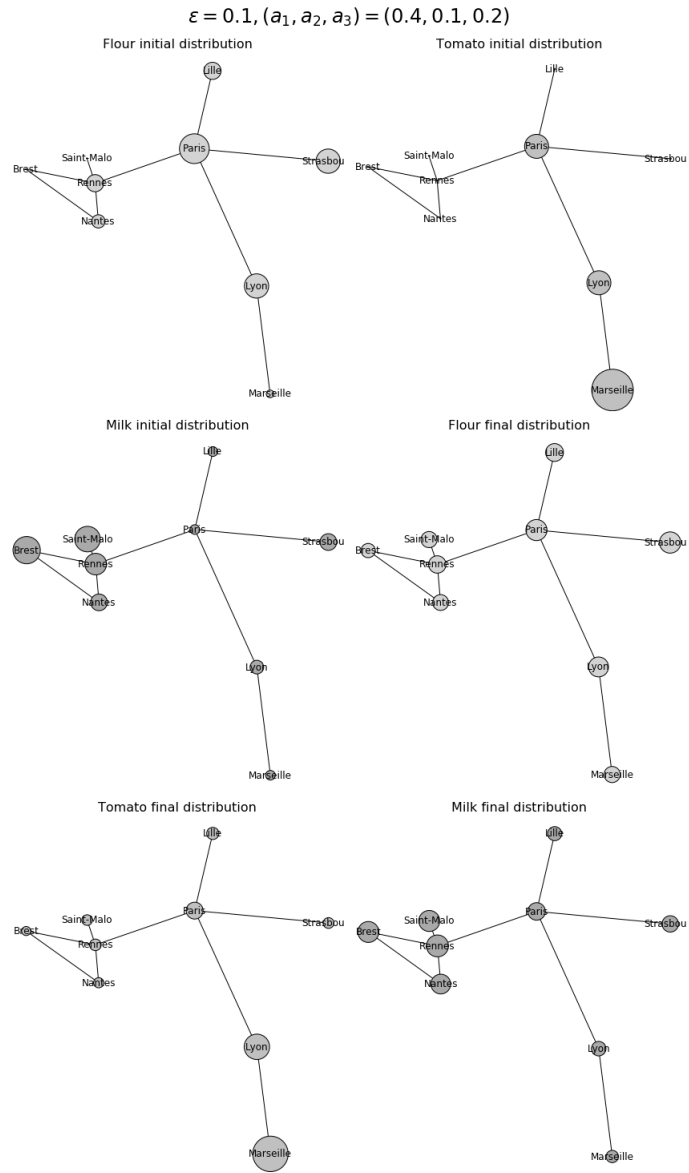 ε = 0.1, (a₁, a₂, a₃) = (0.4, 0.1, 0.2)
Flour initial distribution
Lille
Paris
Saint-Malo
Strasbou
Brest
Rennes
Nantes
Lyon
Marseille
Tomato initial distribution
Lille
Paris
Saint-Malo
Strasbou
Brest
Rennes
Nantes
Lyon
Marseille
Milk initial distribution
Lille
Paris
Saint-Malo
Strasbou
Brest
Rennes
Nantes
Lyon
Marseille
Flour final distribution
Lille
Paris
Saint-Malo
Strasbou
Brest
Rennes
Nantes
Lyon
Marseille
Tomato final distribution
Lille
Paris
Saint-Malo
Strasbou
Brest
Rennes
Nantes
Lyon
Marseille
Milk final distribution
Lille
Paris
Saint-Malo
Strasbou
Brest
Rennes
Nantes
Lyon
Marseille